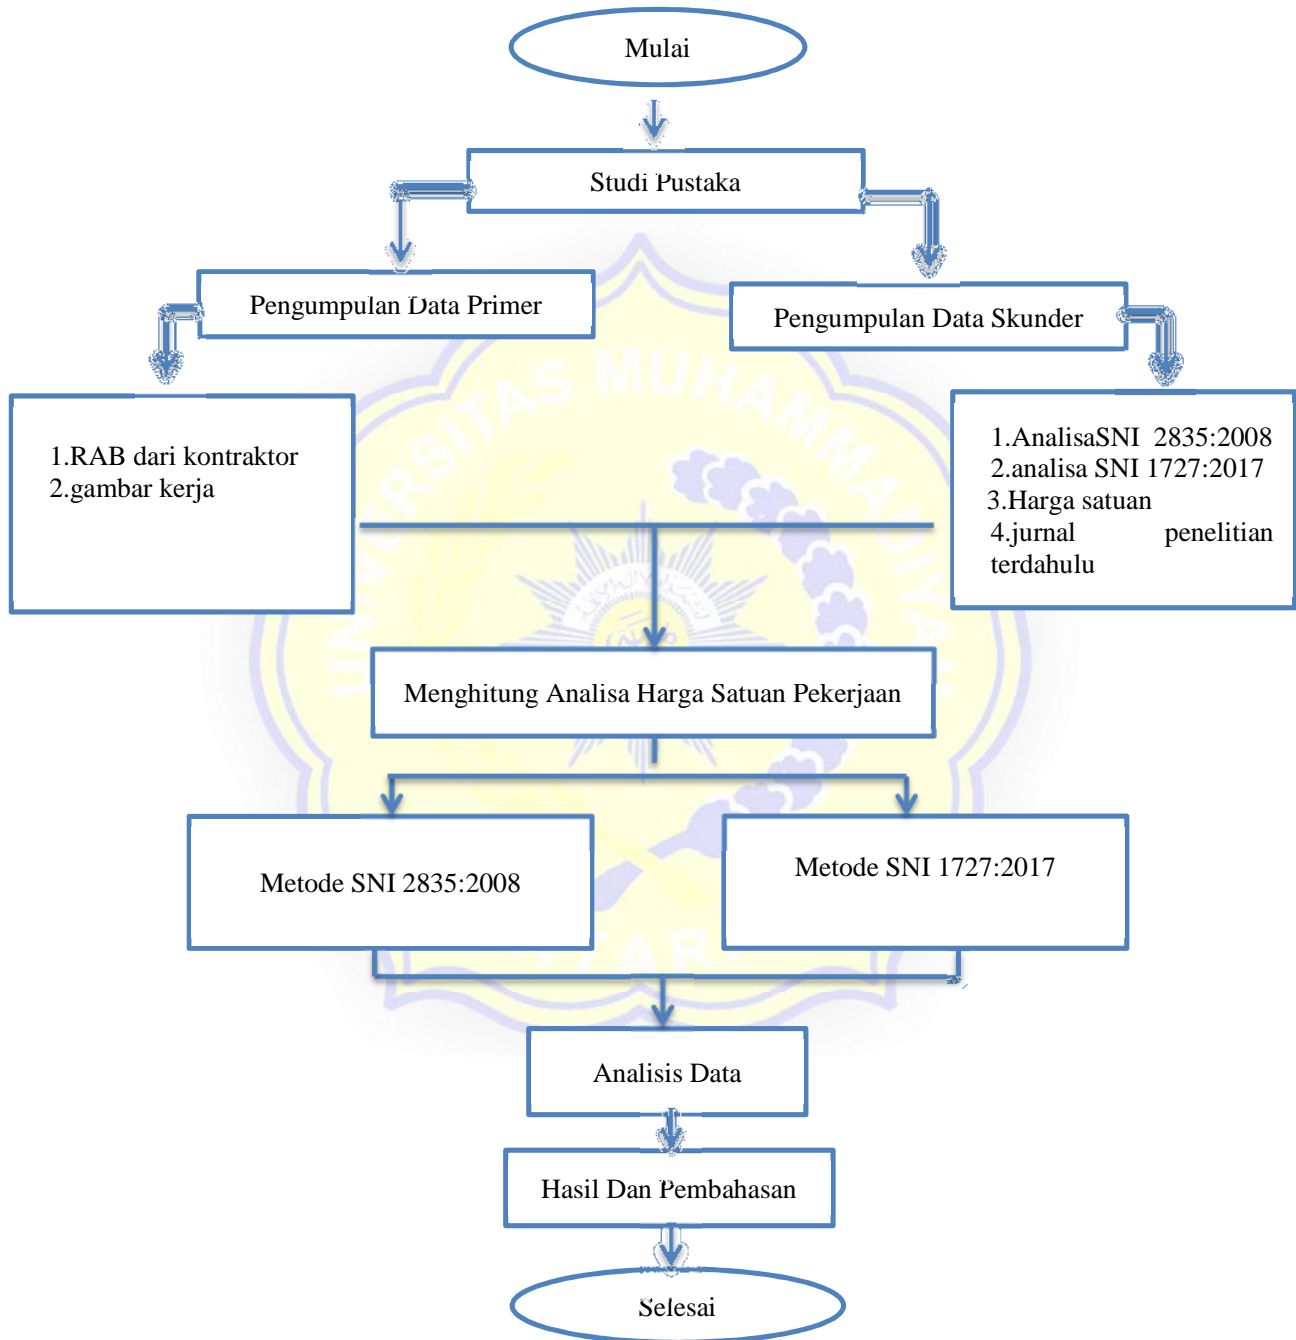 Mulai
Studi Pustaka
Pengumpulan Data Primer
Pengumpulan Data Skunder
1.RAB dari kontraktor
2.gambar kerja
1.AnalisaSNI 2835:2008
2.analisa SNI 1727:2017
3.Harga satuan
4.jurnal penelitian
terdahulu
UNIVERSITAS MUHAMMADIYAH
Menghitung Analisa Harga Satuan Pekerjaan
Metode SNI 2835:2008
Metode SNI 1727:2017
Analisis Data
Hasil Dan Pembahasan
Selesai